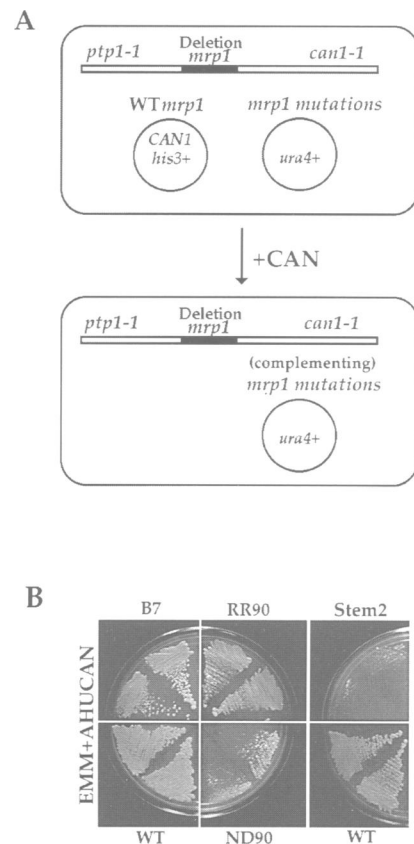 A
ptp1-1
Deletion
mrp1
can1-1
WT mrp1
mrp1 mutations
CAN1
his3+
ura4+
+CAN
ptp1-1
Deletion
mrp1
can1-1
(complementing)
mrp1 mutations
ura4+
B
B7
RR90
Stem2
EMM+AHUCAN
WT
ND90
WT